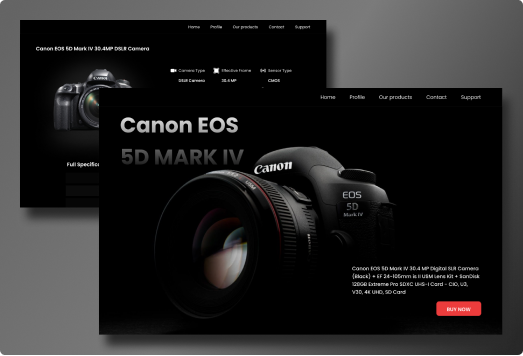 Home Profile Our products Contact Support
Canon EOS 5D Mark IV 30.4MP DSLR Camera
Camera Type Effective Frame Sensor Type
DSLR Camera 30.4 MP CMOS
Canon
Full Specifica
Home Profile Our products Contact Support
Canon EOS
5D MARK IV
Canon
EOS
5D
Mark IV
Canon EOS 5D Mark IV 30.4 MP Digital SLR Camera
(Black) + EF 24-105mm is II USM Lens Kit + SanDisk
128GB Extreme Pro SDXC UHS-I Card - C10, U3,
V30, 4K UHD, SD Card
BUY NOW